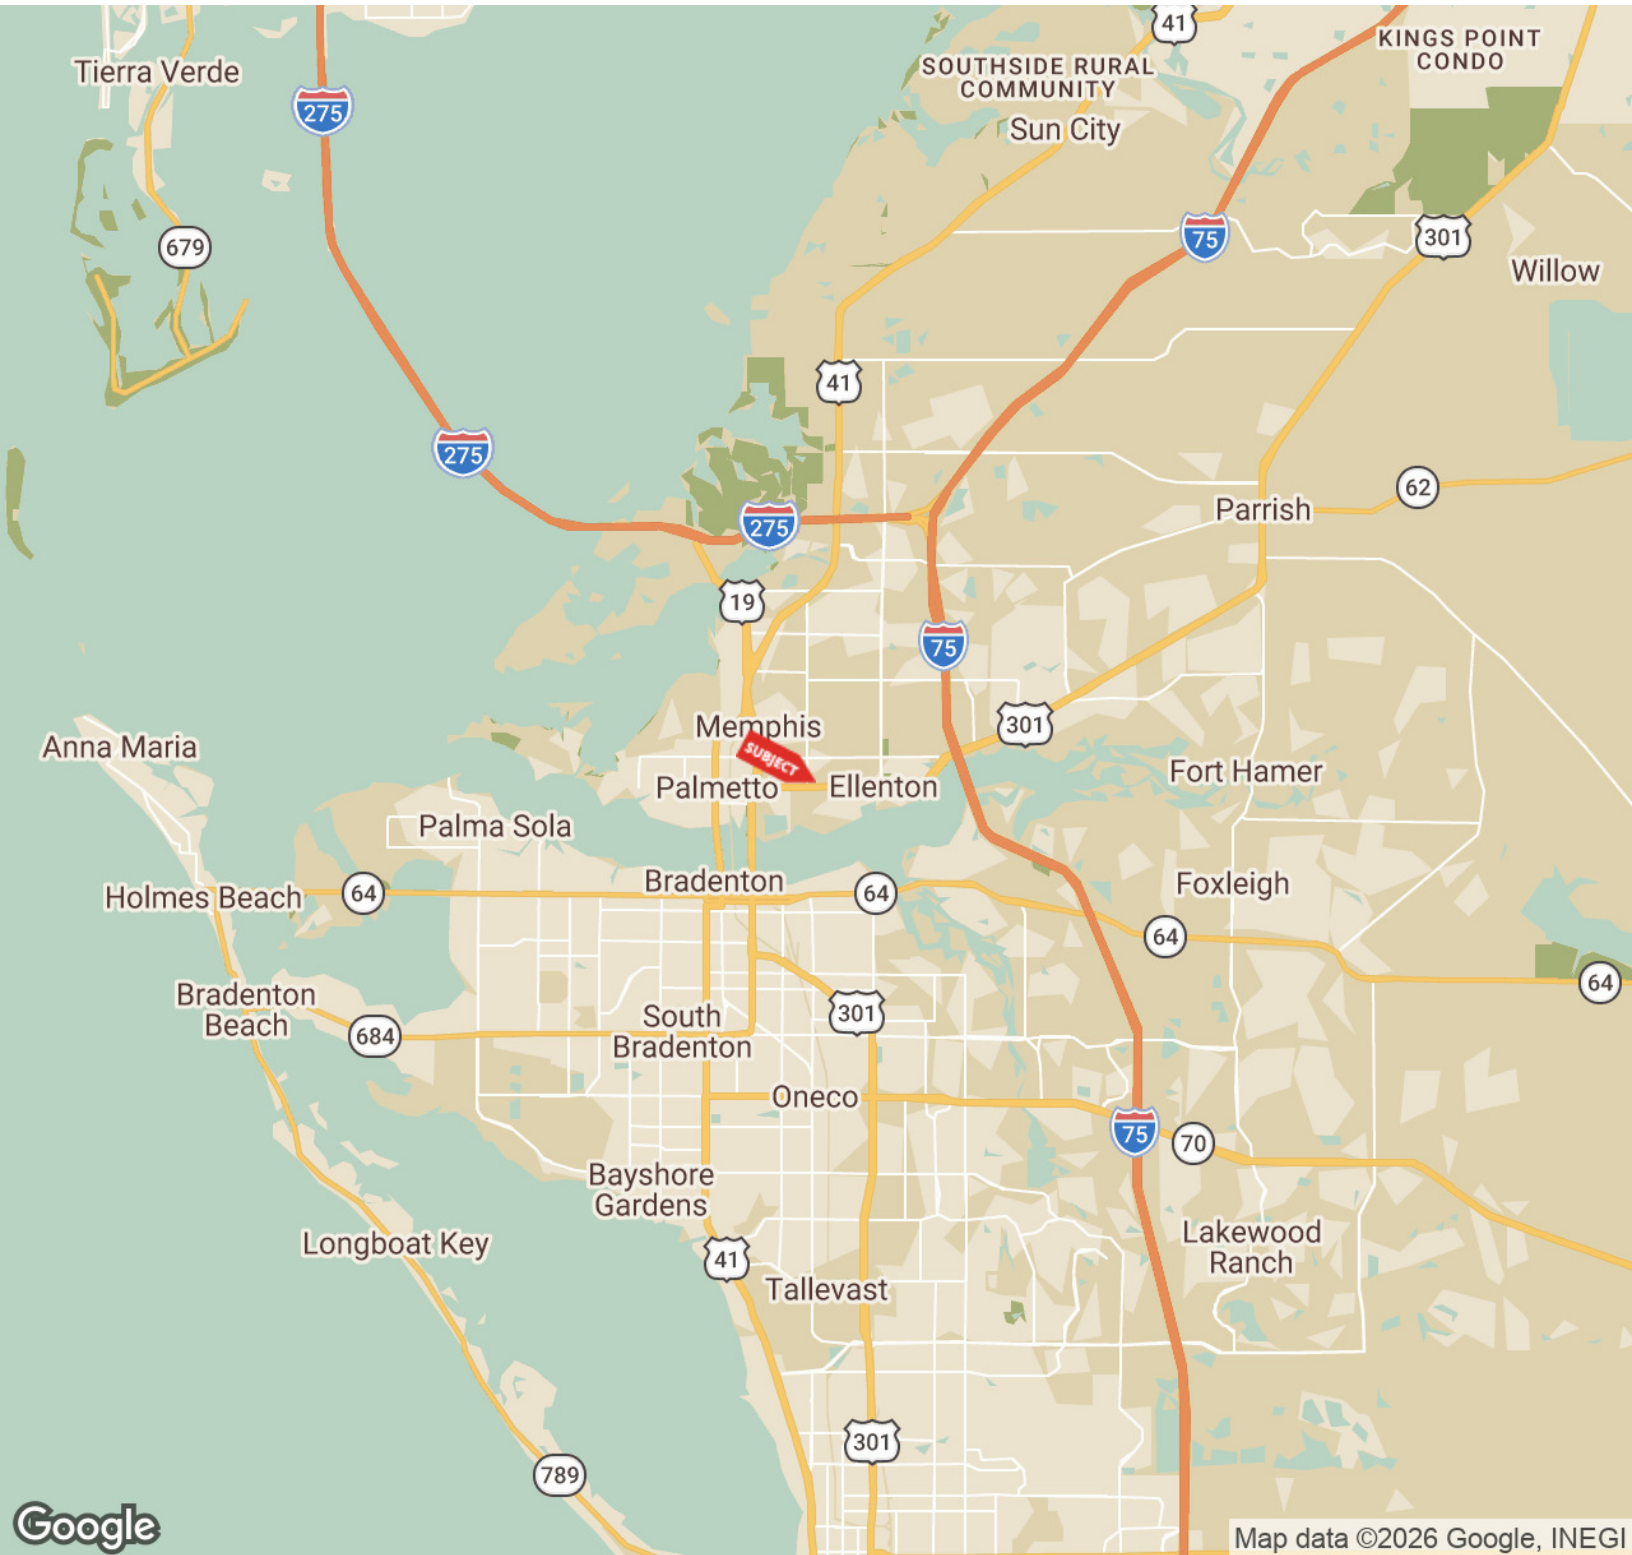 41
KINGS POINT
CONDO
Tierra Verde
SOUTHSIDE RURAL
COMMUNITY
275
Sun City
679
75
301
Willow
41
275
62
Parrish
275
19
75
301
Memphis
Anna Maria
SUBJECT
Fort Hamer
Palmetto
Ellenton
Palma Sola
Bradenton
Foxleigh
Holmes Beach
64
64
64
64
Bradenton
Beach
301
South
Bradenton
684
Oneco
75
70
Bayshore
Gardens
Longboat Key
Lakewood
Ranch
41
Tallevast
301
789
Google
Map data ©2026 Google, INEGI